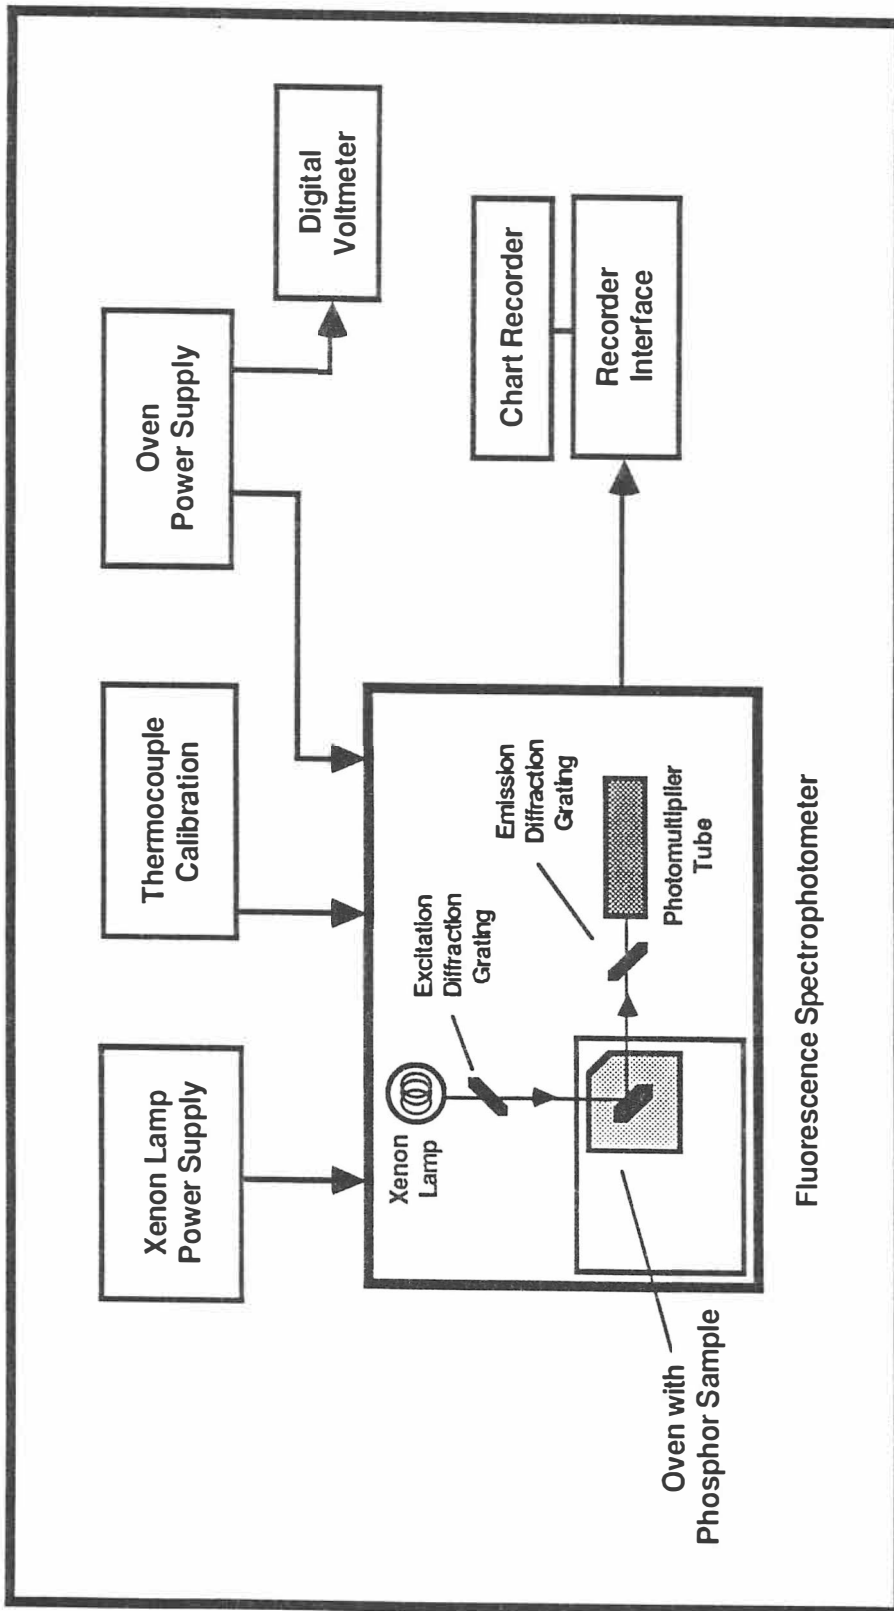 Xenon Lamp
Power Supply
Thermocouple
Calibration
Oven
Power Supply
Digital
Voltmeter
Xenon
Lamp
Excitation
Diffraction
Grating
Emission
Diffraction
Grating
Photomultiplier
Tube
Chart Recorder
Recorder
Interface
Oven with
Phosphor Sample
Fluorescence Spectrophotometer